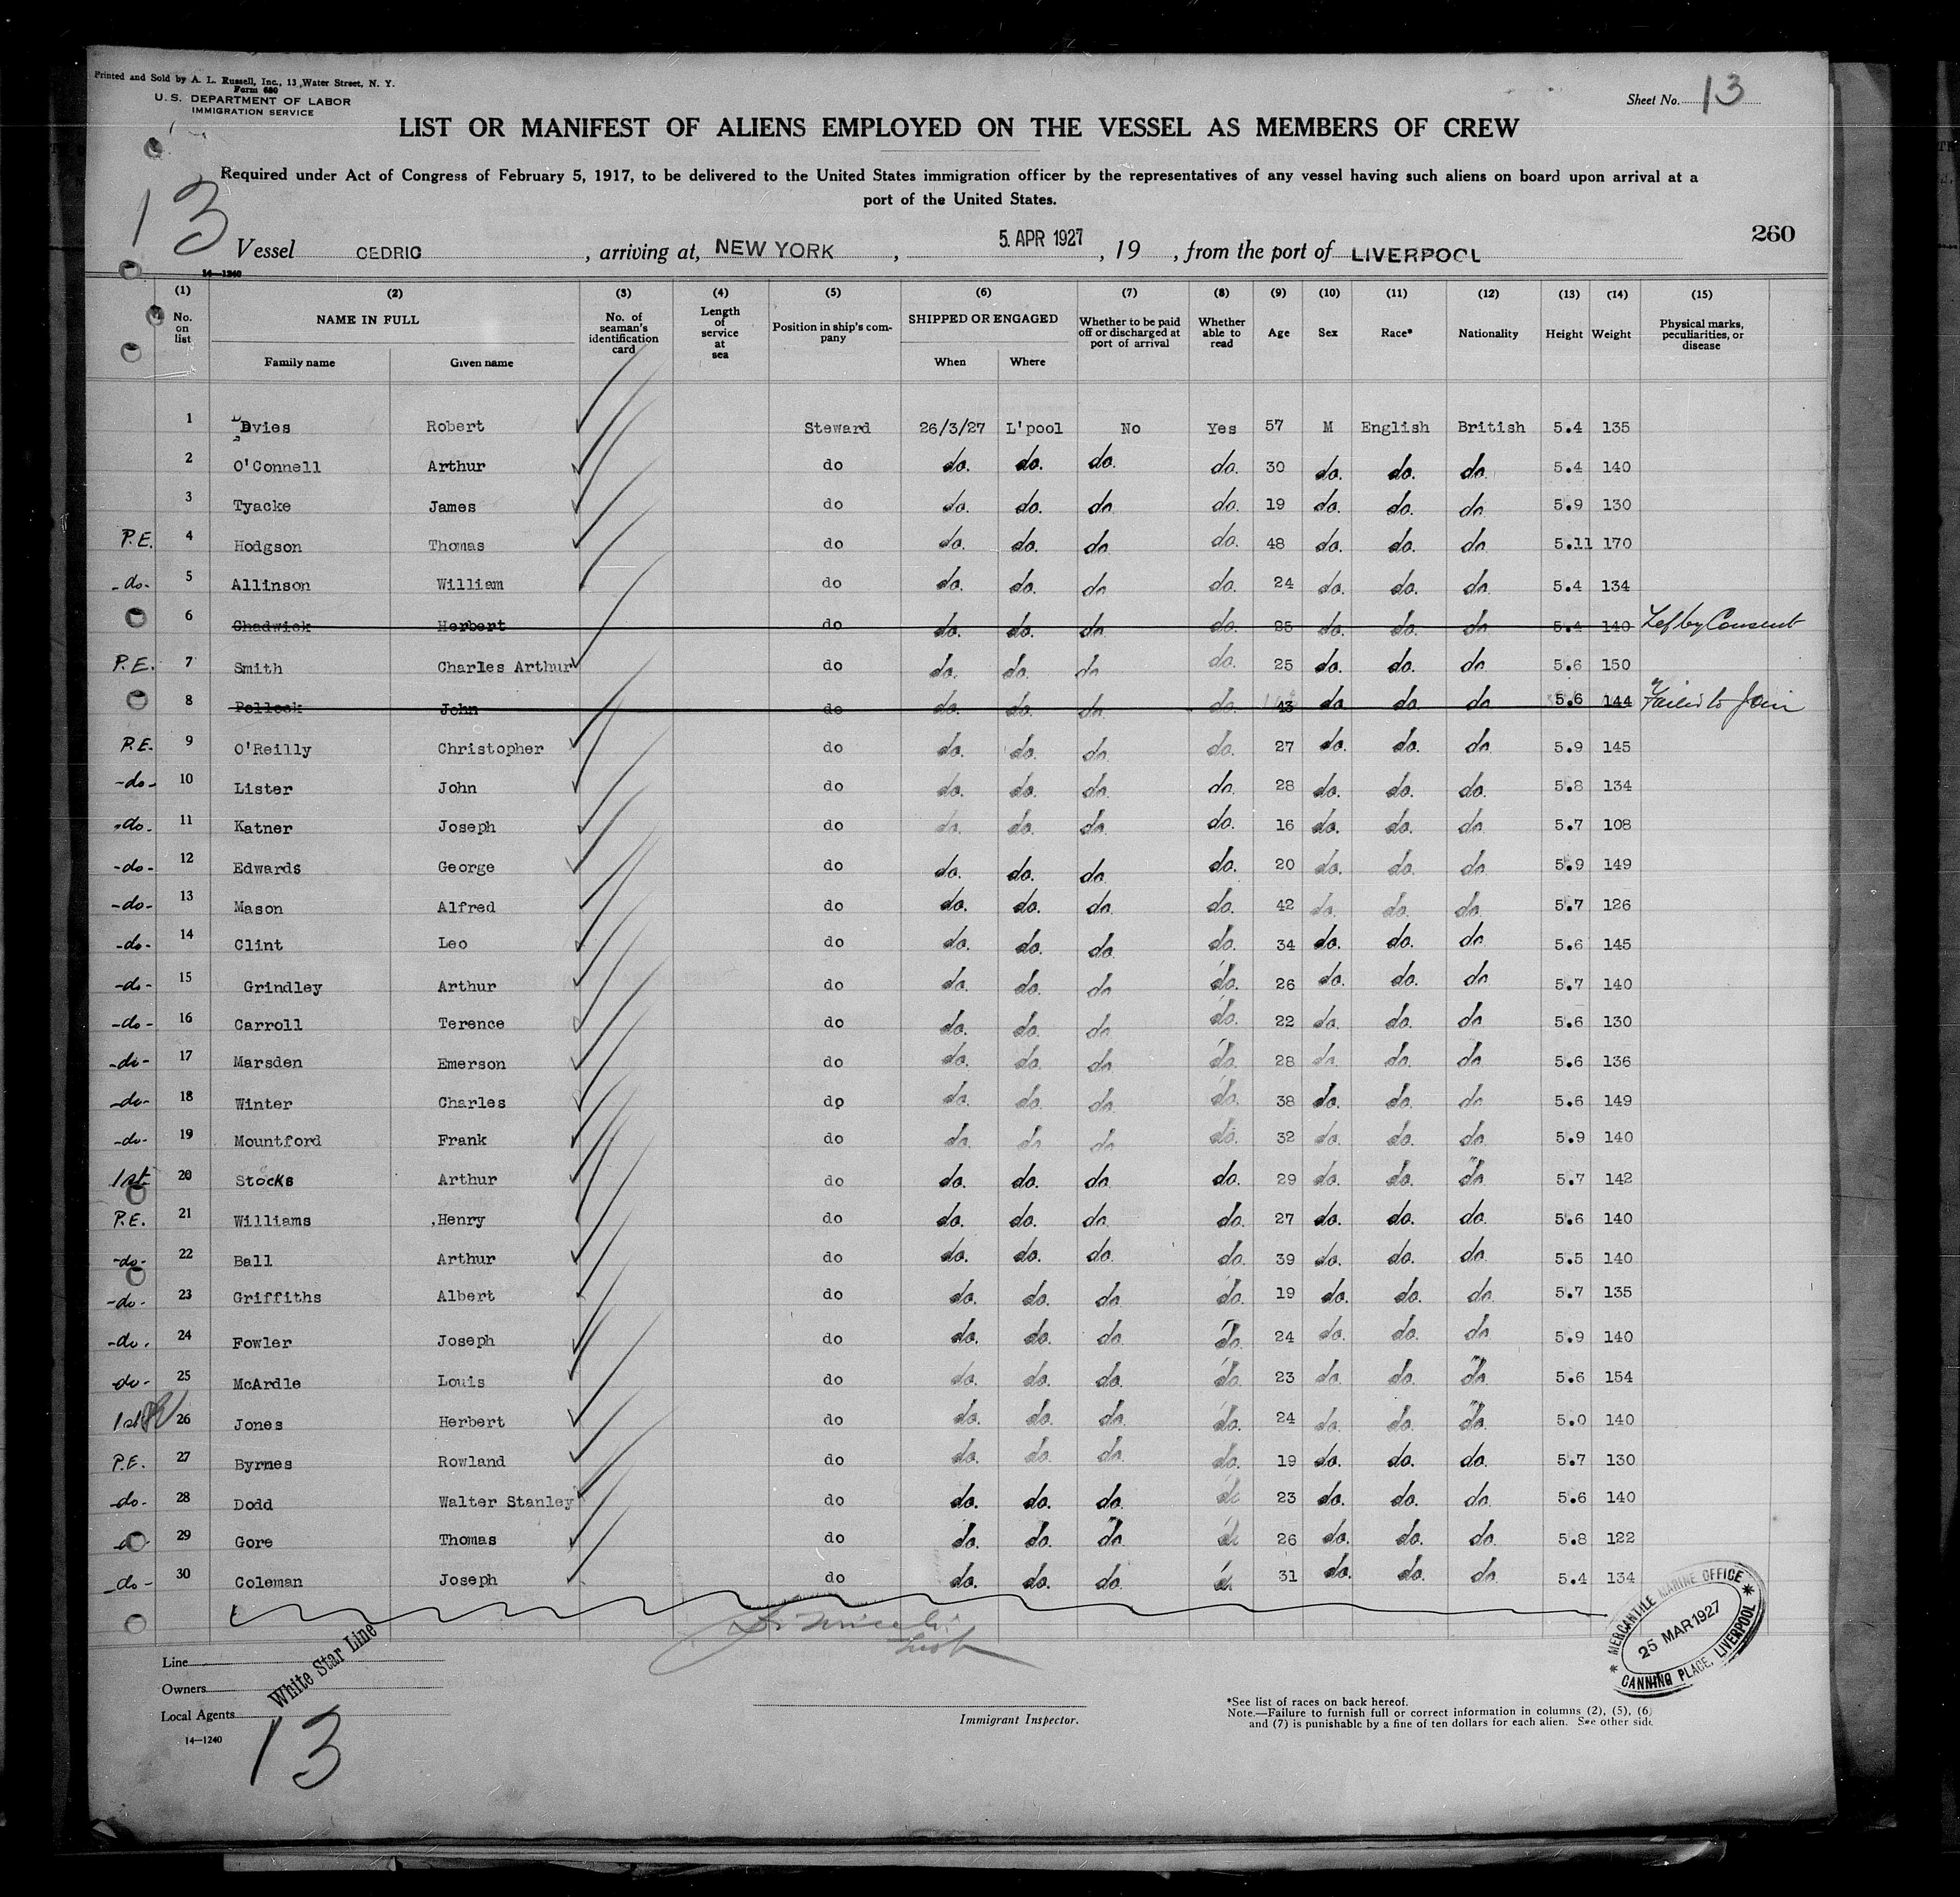 Printed and Sold by A. L. Russell, Inc., 13 Water Street, N. Y.
Form 680
U. S. DEPARTMENT OF LABOR
IMMIGRATION SERVICE
Sheet No. 13
LIST OR MANIFEST OF ALIENS EMPLOYED ON THE VESSEL AS MEMBERS OF CREW
Required under Act of Congress of February 5, 1917, to be delivered to the United States immigration officer by the representatives of any vessel having such aliens on board upon arrival at a
port of the United States.
13
260
Vessel CEDRIC, arriving at, NEW YORK, 5 APR 1927, 19 , from the port of LIVERPOOL
14—1240
(1) No. on list
(2) NAME IN FULL Family name Given name
(3) No. of seaman's identification card
(4) Length of service at sea
(5) Position in ship's company
(6) SHIPPED OR ENGAGED When Where
(7) Whether to be paid off or discharged at port of arrival
(8) Whether able to read
(9) Age
(10) Sex
(11) Race*
(12) Nationality
(13) Height
(14) Weight
(15) Physical marks, peculiarities, or disease
1 Dvies Robert Steward 26/3/27 L'pool No Yes 57 M English British 5.4 135
2 O'Connell Arthur do do. do. do. do. 30 do. do. do. 5.4 140
3 Tyacke James do do. do. do. do. 19 do. do. do. 5.9 130
P.E. 4 Hodgson Thomas do do. do. do. do. 48 do. do. do. 5.11 170
-do- 5 Allinson William do do. do. do. do. 24 do. do. do. 5.4 134
6 Chadwick Herbert do do. do. do. do. 25 do. do. do. 5.4 140 Lef by Consent
P.E. 7 Smith Charles Arthur do do. do. do. do. 25 do. do. do. 5.6 150
8 Pollock John do do. do. do. do. 43 do. do. do. 5.6 144 Failed to Join
P.E. 9 O'Reilly Christopher do do. do. do. do. 27 do. do. do. 5.9 145
-do- 10 Lister John do do. do. do. do. 28 do. do. do. 5.8 134
-do- 11 Katner Joseph do do. do. do. do. 16 do. do. do. 5.7 108
-do- 12 Edwards George do do. do. do. do. 20 do. do. do. 5.9 149
-do- 13 Mason Alfred do do. do. do. do. 42 do. do. do. 5.7 126
-do- 14 Clint Leo do do. do. do. do. 34 do. do. do. 5.6 145
-do- 15 Grindley Arthur do do. do. do. do. 26 do. do. do. 5.7 140
-do- 16 Carroll Terence do do. do. do. do. 22 do. do. do. 5.6 130
-do- 17 Marsden Emerson do do. do. do. do. 28 do. do. do. 5.6 136
-do- 18 Winter Charles dp do. do. do. do. 38 do. do. do. 5.6 149
-do- 19 Mountford Frank do do. do. do. do. 32 do. do. do. 5.9 140
1st 20 Stocks Arthur do do. do. do. do. 29 do. do. do. 5.7 142
P.E. 21 Williams Henry do do. do. do. do. 27 do. do. do. 5.6 140
-do- 22 Ball Arthur do do. do. do. do. 39 do. do. do. 5.5 140
-do- 23 Griffiths Albert do do. do. do. do. 19 do. do. do. 5.7 135
-do- 24 Fowler Joseph do do. do. do. do. 24 do. do. do. 5.9 140
-do- 25 McArdle Louis do do. do. do. do. 23 do. do. do. 5.6 154
1st 26 Jones Herbert do do. do. do. do. 24 do. do. do. 5.0 140
P.E. 27 Byrnes Rowland do do. do. do. do. 19 do. do. do. 5.7 130
-do- 28 Dodd Walter Stanley do do. do. do. do. 23 do. do. do. 5.6 140
29 Gore Thomas do do. do. do. do. 26 do. do. do. 5.8 122
-do- 30 Coleman Joseph do do. do. do. do. 31 do. do. do. 5.4 134
Line
Owners White Star Line
Local Agents
14—1240
13
Immigrant Inspector.
* MERCANTILE MARINE OFFICE *
25 MAR 1927
CANNING PLACE, LIVERPOOL
*See list of races on back hereof.
Note.—Failure to furnish full or correct information in columns (2), (5), (6)
and (7) is punishable by a fine of ten dollars for each alien. See other side.